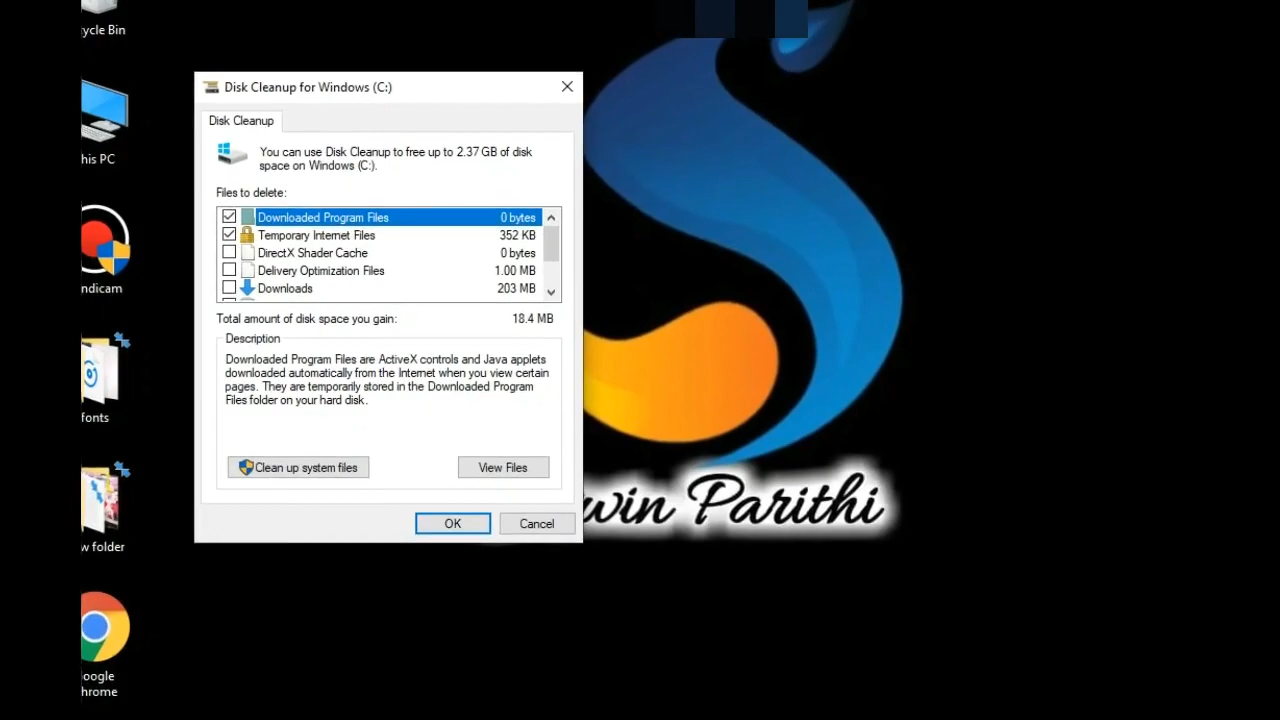 ycle Bin
his PC
ndicam
fonts
w folder
oogle
hrome
Disk Cleanup for Windows (C:)
Disk Cleanup
You can use Disk Cleanup to free up to 2.37 GB of disk
space on Windows (C:).
Files to delete:
Downloaded Program Files 0 bytes
Temporary Internet Files 352 KB
DirectX Shader Cache 0 bytes
Delivery Optimization Files 1.00 MB
Downloads 203 MB
Total amount of disk space you gain: 18.4 MB
Description
Downloaded Program Files are ActiveX controls and Java applets
downloaded automatically from the Internet when you view certain
pages. They are temporarily stored in the Downloaded Program
Files folder on your hard disk.
Clean up system files View Files
OK Cancel
win Parithi